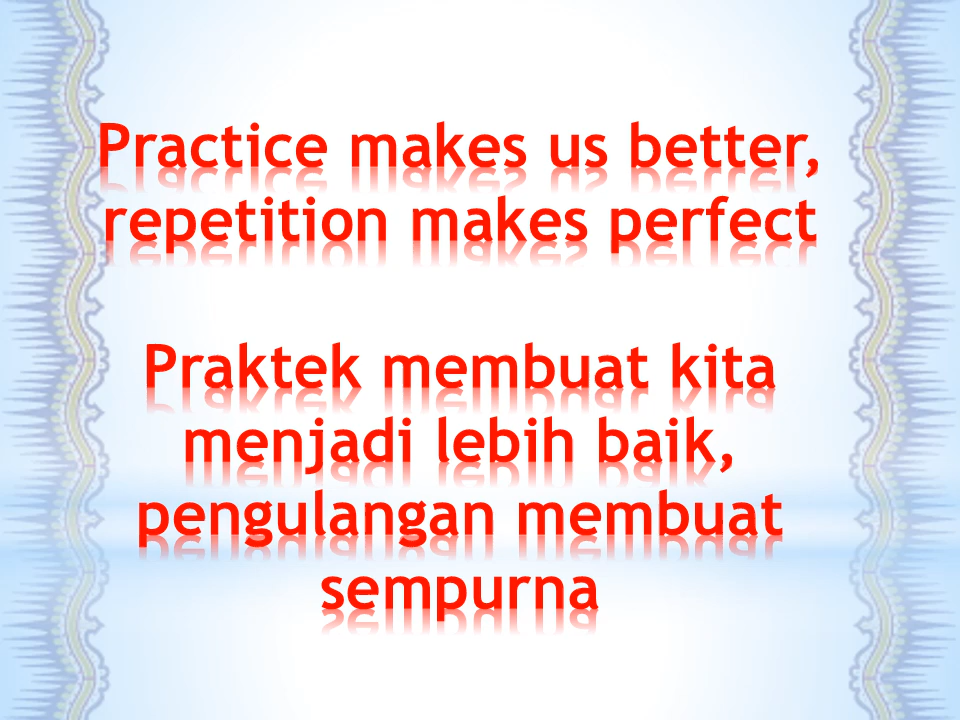 Practice makes us better,
repetition makes perfect
Praktek membuat kita
menjadi lebih baik,
pengulangan membuat
sempurna